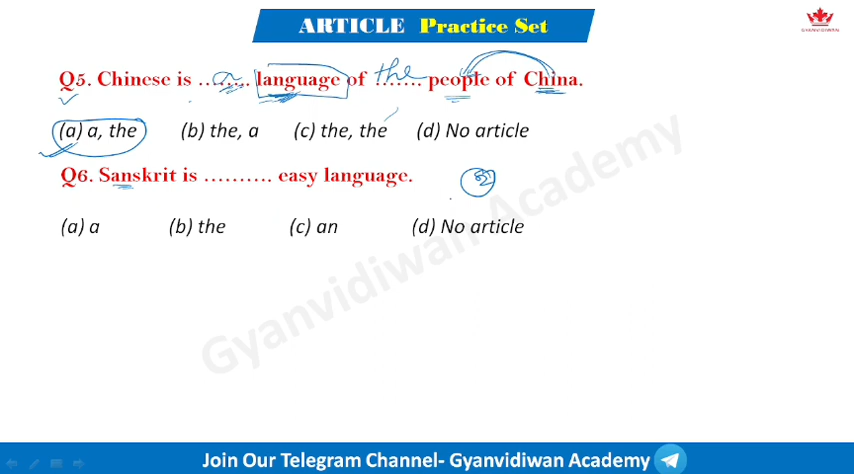 ARTICLE Practice Set
GYANVIDIWAN
Q5. Chinese is ...a..... language of ...the.... people of China.
(a) a, the (b) the, a (c) the, the (d) No article
Q6. Sanskrit is .......... easy language.
(a) a (b) the (c) an (d) No article
Gyanvidiwan Academy
Join Our Telegram Channel- Gyanvidiwan Academy